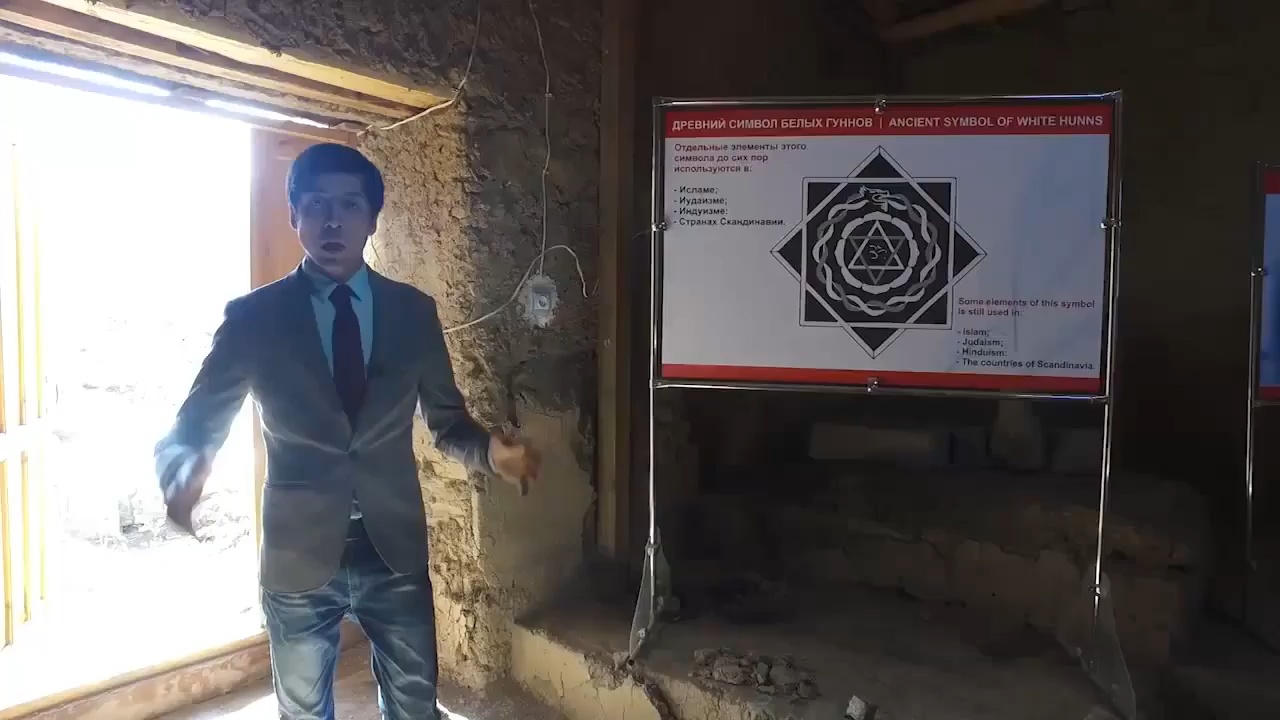 ДРЕВНИЙ СИМВОЛ БЕЛЫХ ГУННОВ | ANCIENT SYMBOL OF WHITE HUNNS
Отдельные элементы этого
символа до сих пор
используются в:
- Исламе;
- Иудаизме;
- Индуизме:
- Странах Скандинавии.
ॐ
Some elements of this symbol
is still used in:
- Islam;
- Judaism;
- Hinduism:
- The countries of Scandinavia.